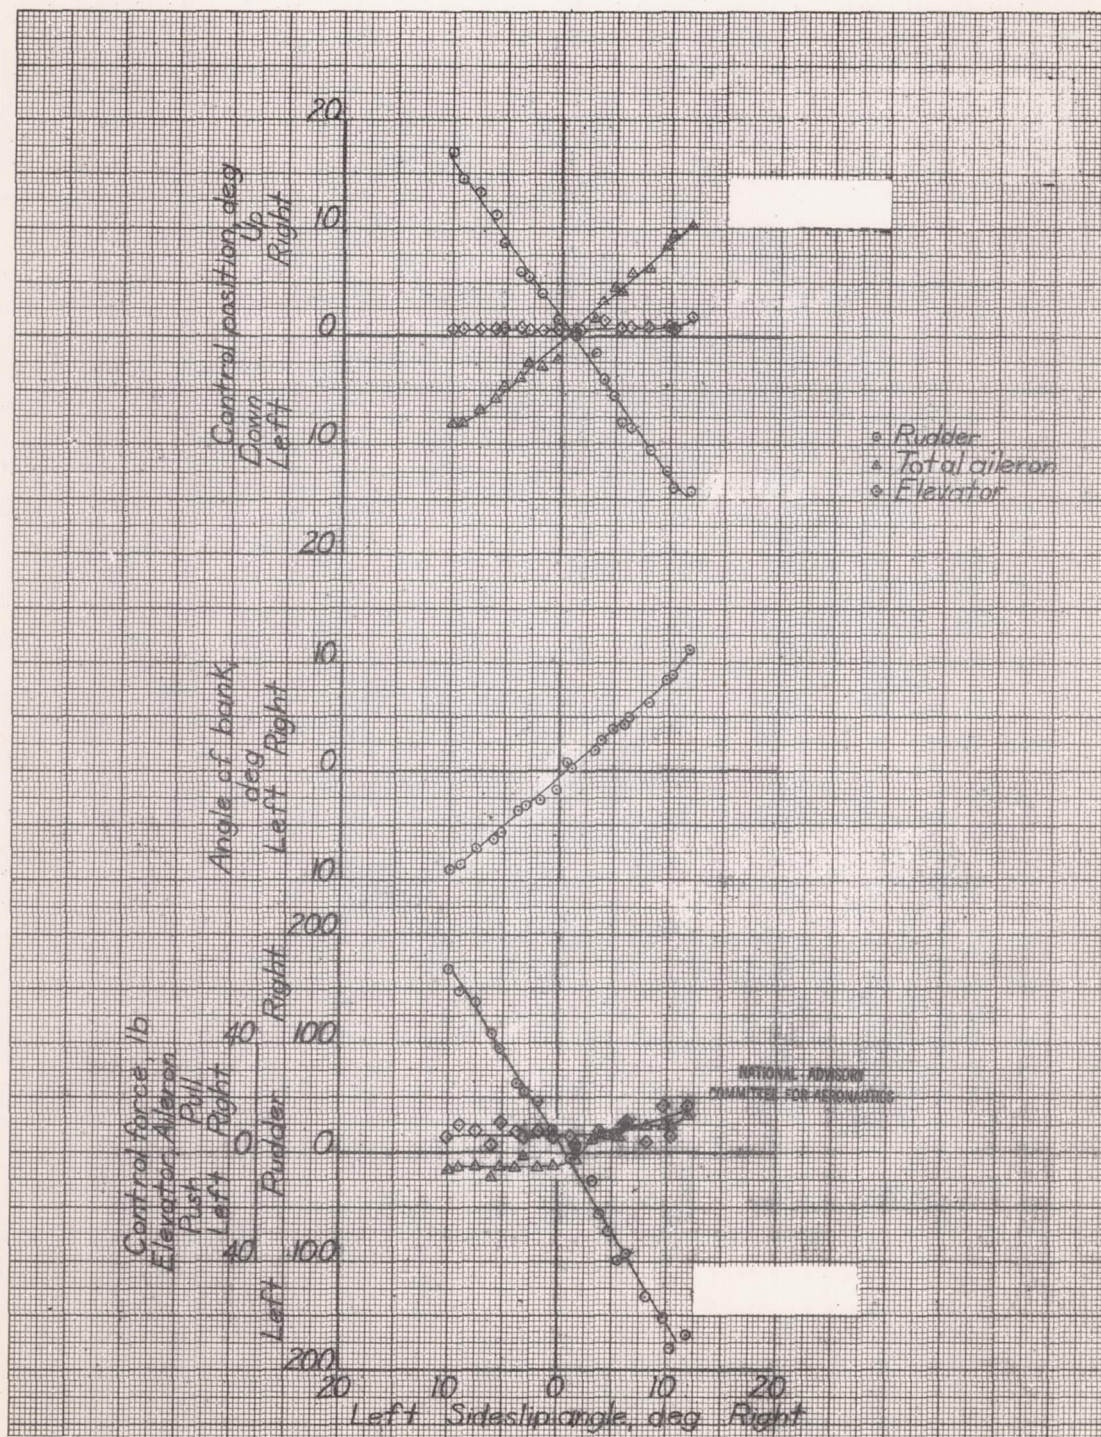 20
10
0
10
20
Control position, deg
Down Up
Left Right
Rudder
Total aileron
Elevator
10
0
10
Angle of bank,
deg
Left Right
200
100
0
100
200
40
0
40
Control force, lb
Elevator, Aileron
Push Pull
Left Right
Rudder
Left Right
NATIONAL ADVISORY
COMMITTEE FOR AERONAUTICS
20 10 0 10 20
Left Sideslip angle, deg Right